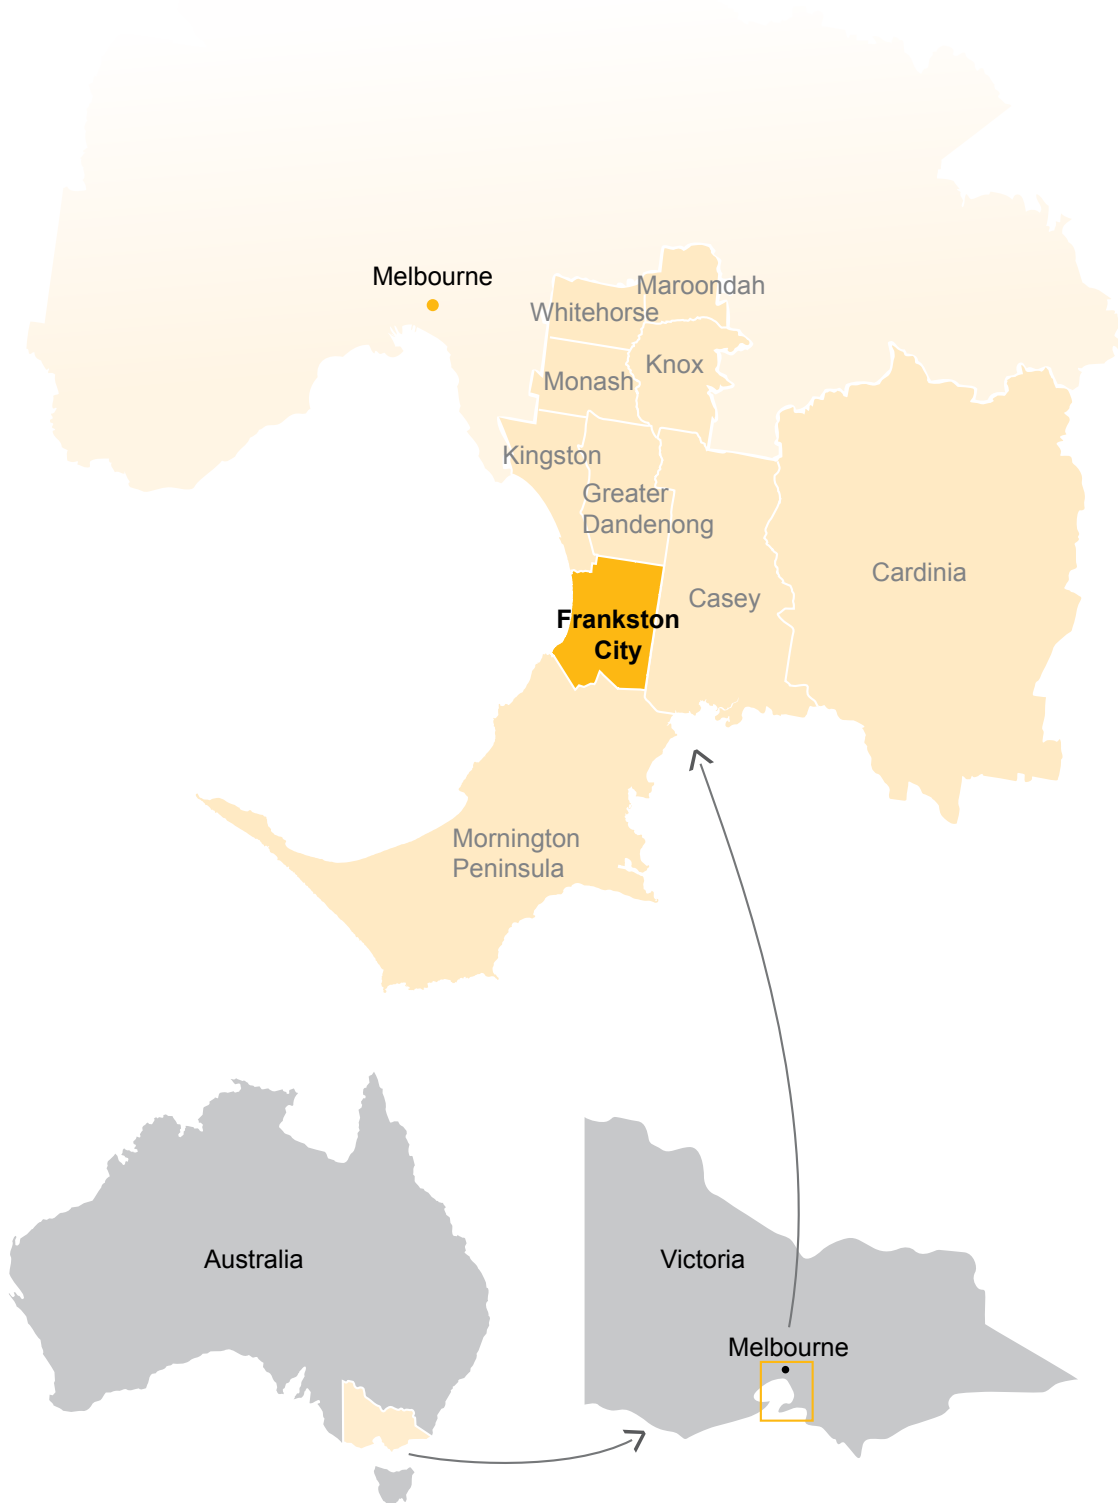 Melbourne
Maroondah
Whitehorse
Knox
Monash
Kingston
Greater
Dandenong
Cardinia
Casey
Frankston
City
Mornington
Peninsula
Australia
Victoria
Melbourne